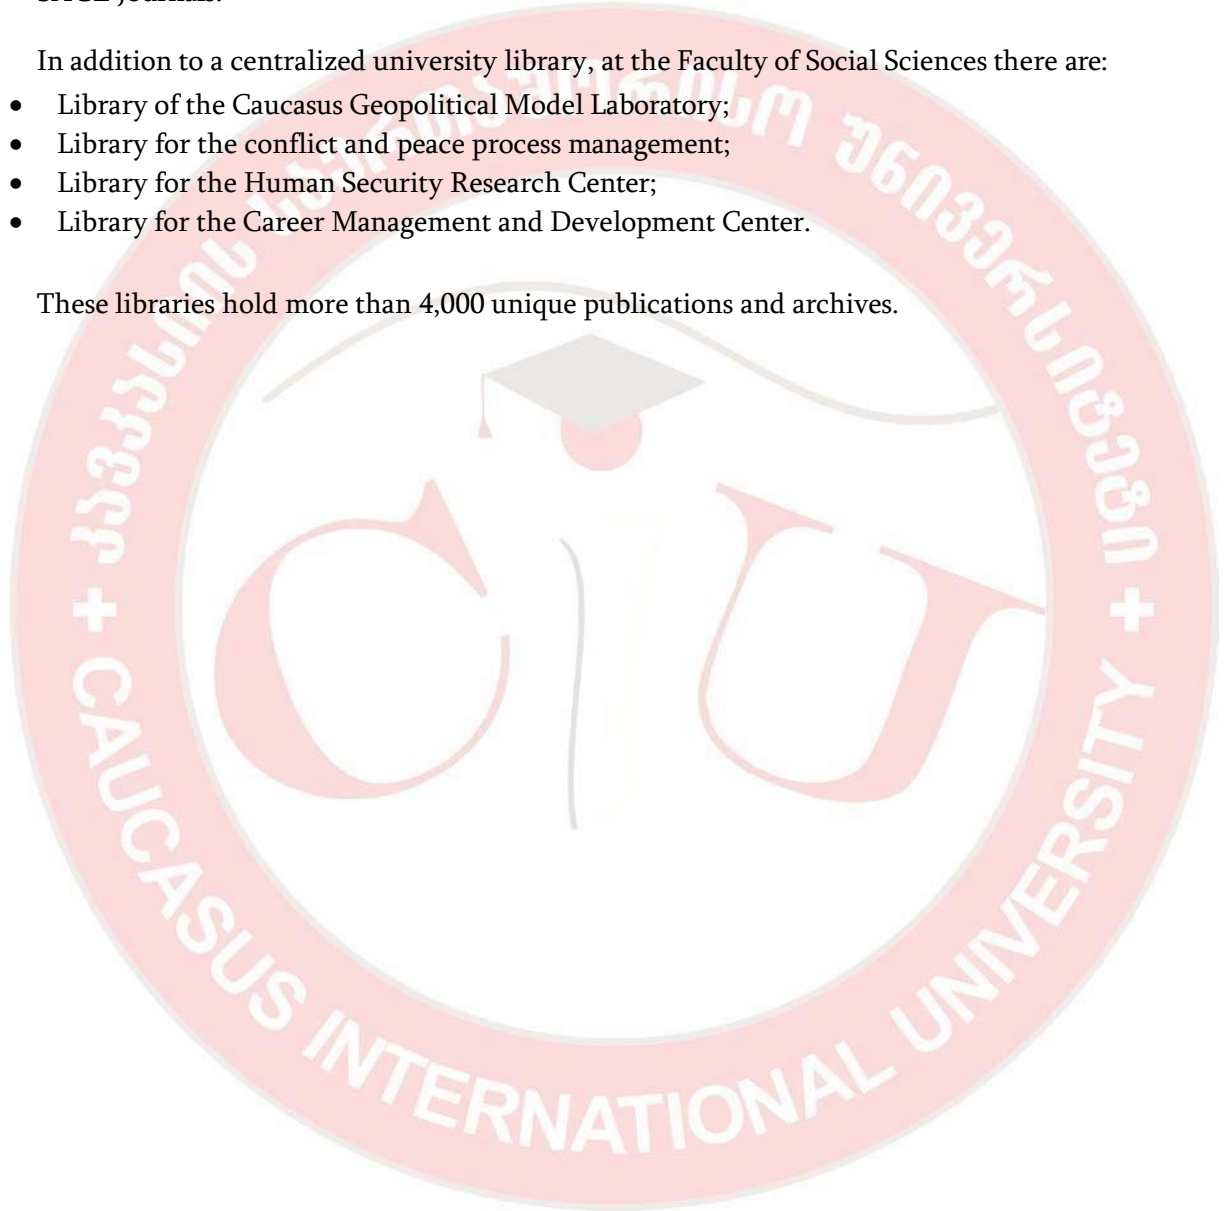 SAGE journals.
In addition to a centralized university library, at the Faculty of Social Sciences there are:
• Library of the Caucasus Geopolitical Model Laboratory;
• Library for the conflict and peace process management;
• Library for the Human Security Research Center;
• Library for the Career Management and Development Center.
These libraries hold more than 4,000 unique publications and archives.
კავკასიის საერთაშორისო უნივერსიტეტი
CIU
CAUCASUS INTERNATIONAL UNIVERSITY